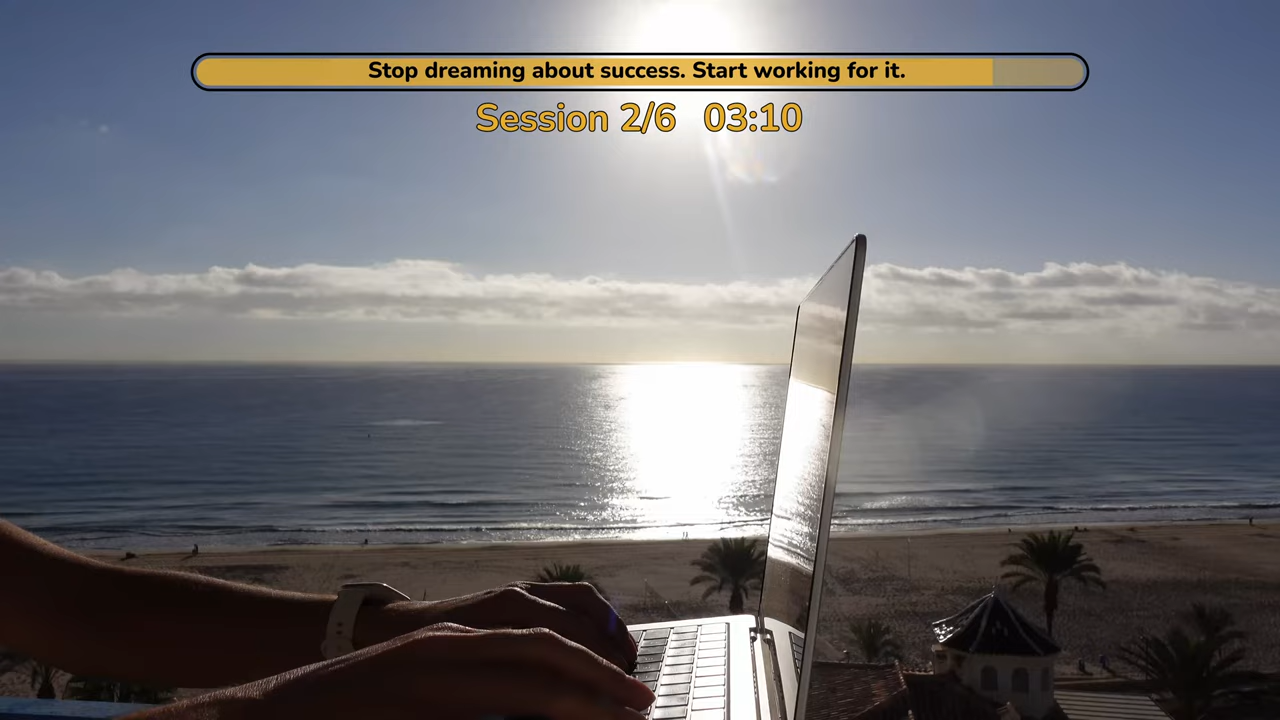 Stop dreaming about success. Start working for it.
Session 2/6 03:10